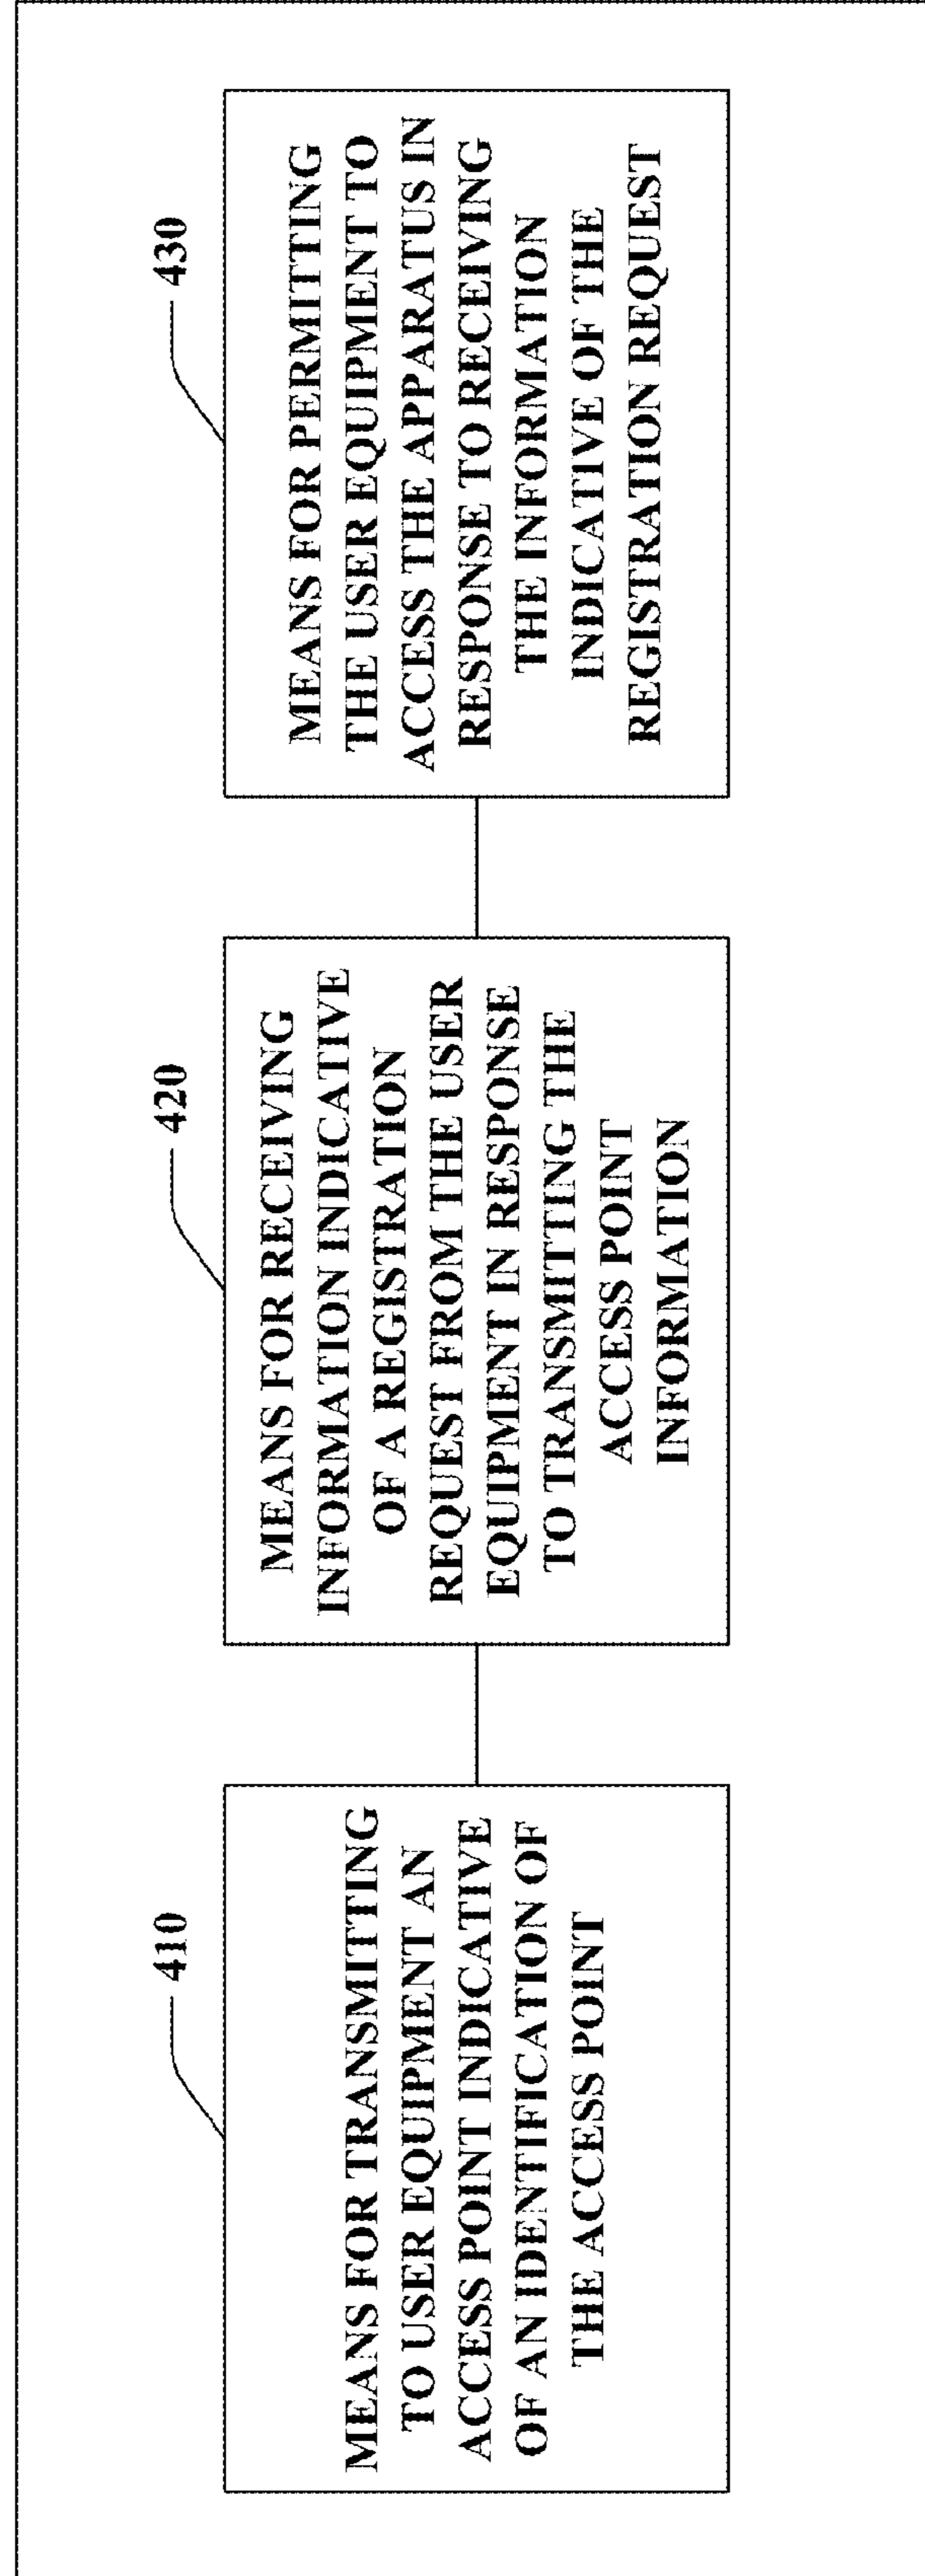 410
MEANS FOR TRANSMITTING
TO USER EQUIPMENT AN
ACCESS POINT INDICATIVE
OF AN IDENTIFICATION OF
THE ACCESS POINT
420
MEANS FOR RECEIVING
INFORMATION INDICATIVE
OF A REGISTRATION
REQUEST FROM THE USER
EQUIPMENT IN RESPONSE
TO TRANSMITTING THE
ACCESS POINT
INFORMATION
430
MEANS FOR PERMITTING
THE USER EQUIPMENT TO
ACCESS THE APPARATUS IN
RESPONSE TO RECEIVING
THE INFORMATION
INDICATIVE OF THE
REGISTRATION REQUEST